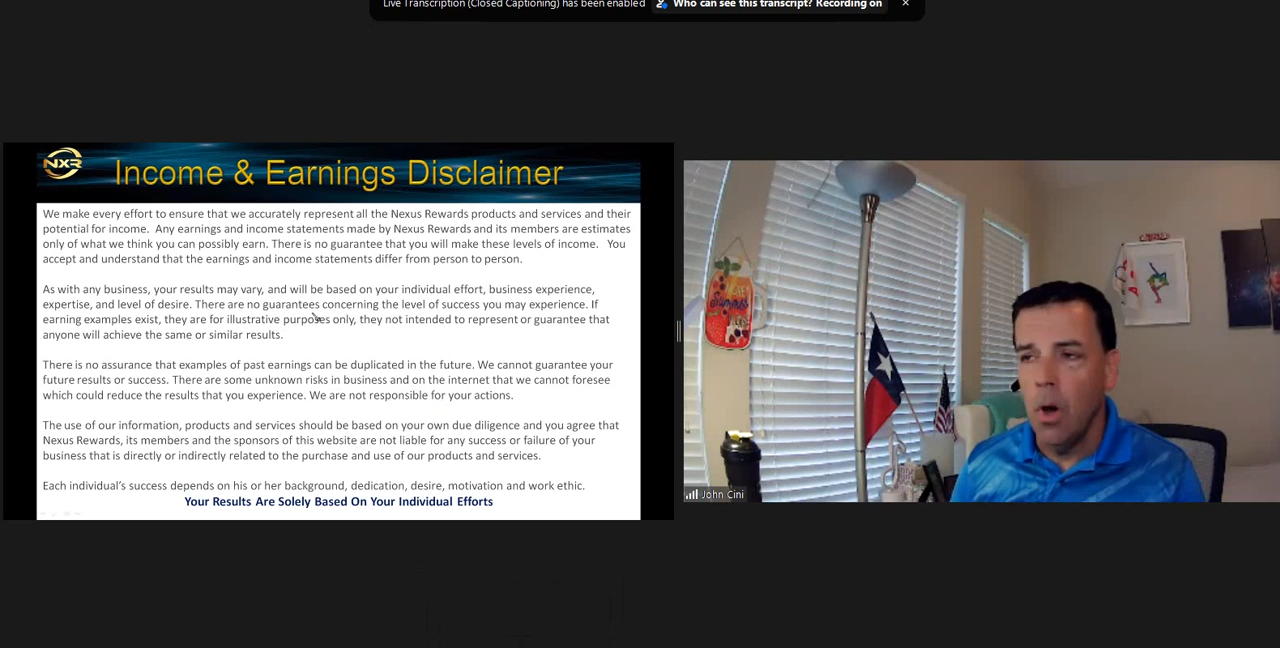 Live Transcription (Closed Captioning) has been enabled
Who can see this transcript? Recording on
NXR
Income & Earnings Disclaimer
We make every effort to ensure that we accurately represent all the Nexus Rewards products and services and their
potential for income. Any earnings and income statements made by Nexus Rewards and its members are estimates
only of what we think you can possibly earn. There is no guarantee that you will make these levels of income. You
accept and understand that the earnings and income statements differ from person to person.
As with any business, your results may vary, and will be based on your individual effort, business experience,
expertise, and level of desire. There are no guarantees concerning the level of success you may experience. If
earning examples exist, they are for illustrative purposes only, they not intended to represent or guarantee that
anyone will achieve the same or similar results.
There is no assurance that examples of past earnings can be duplicated in the future. We cannot guarantee your
future results or success. There are some unknown risks in business and on the internet that we cannot foresee
which could reduce the results that you experience. We are not responsible for your actions.
The use of our information, products and services should be based on your own due diligence and you agree that
Nexus Rewards, its members and the sponsors of this website are not liable for any success or failure of your
business that is directly or indirectly related to the purchase and use of our products and services.
Each individual's success depends on his or her background, dedication, desire, motivation and work ethic.
Your Results Are Solely Based On Your Individual Efforts
John Cini